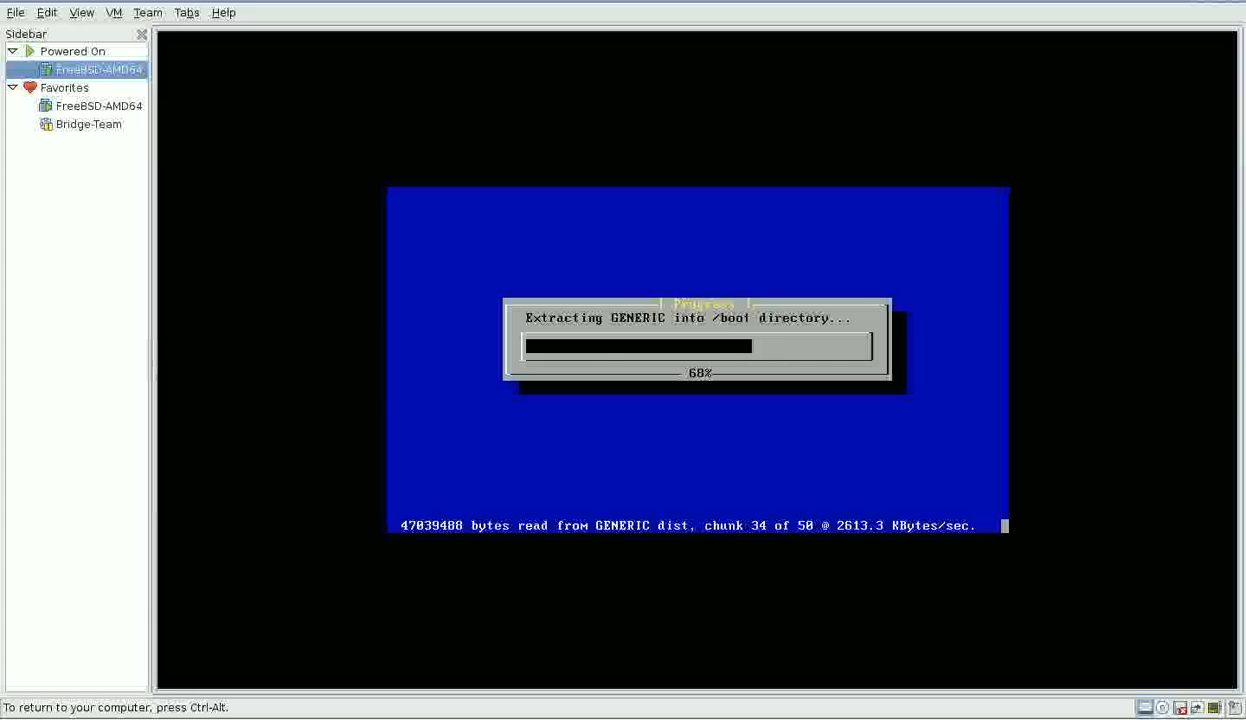 File Edit View VM Team Tabs Help
Sidebar
Powered On
FreeBSD-AMD64
Favorites
FreeBSD-AMD64
Bridge-Team
Progress
Extracting GENERIC into /boot directory...
68%
47039488 bytes read from GENERIC dist, chunk 34 of 50 @ 2613.3 KBytes/sec.
To return to your computer, press Ctrl-Alt.